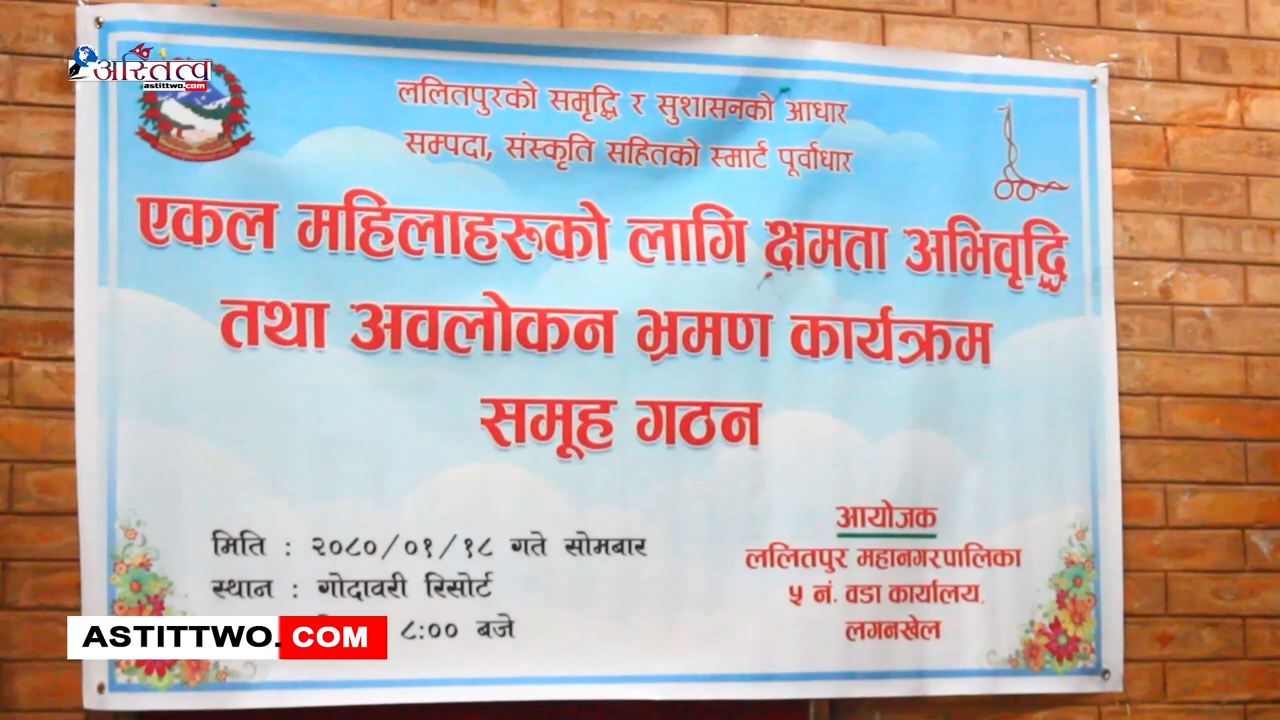 अस्तित्व
astittwo.com
ललितपुरको समृद्धि र सुशासनको आधार
सम्पदा, संस्कृति सहितको स्मार्ट पूर्वाधार
एकल महिलाहरुको लागि क्षमता अभिवृद्धि
तथा अवलोकन भ्रमण कार्यक्रम
समूह गठन
मिति : २०८०/०१/१८ गते सोमबार
स्थान : गोदावरी रिसोर्ट
८:०० बजे
आयोजक
ललितपुर महानगरपालिका
५ नं. वडा कार्यालय,
लगनखेल
ASTITTWO. COM